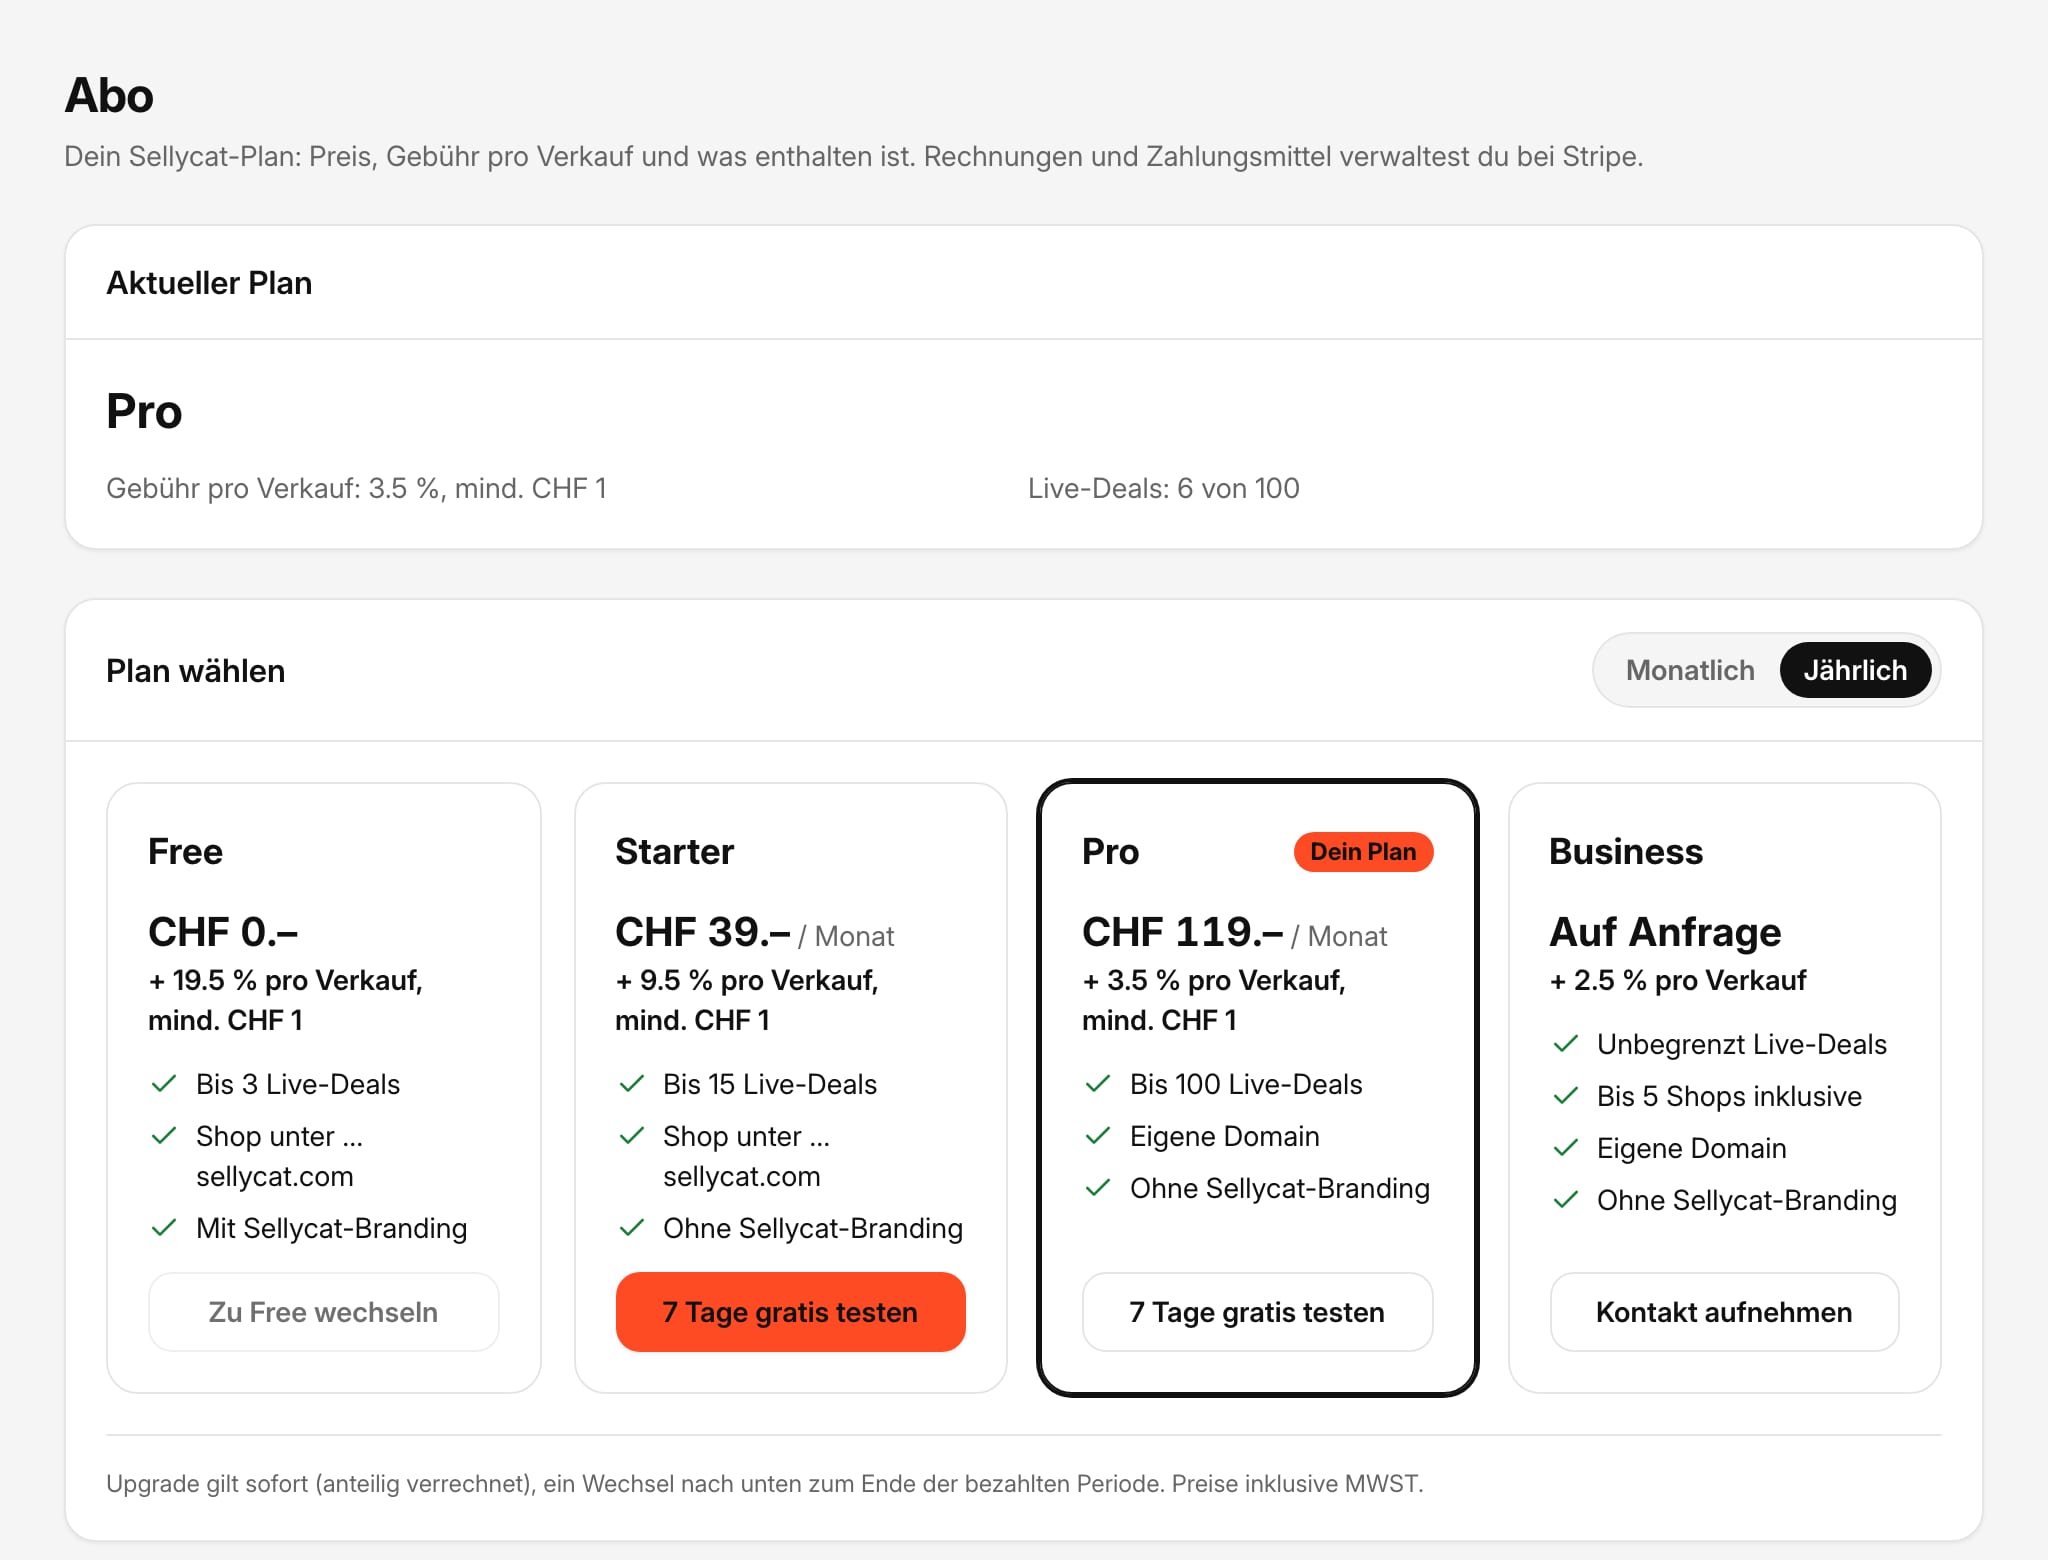 Abo
Dein Sellycat-Plan: Preis, Gebühr pro Verkauf und was enthalten ist. Rechnungen und Zahlungsmittel verwaltest du bei Stripe.
Aktueller Plan
Pro
Gebühr pro Verkauf: 3.5 %, mind. CHF 1
Live-Deals: 6 von 100
Plan wählen
Monatlich
Jährlich
Free
CHF 0.–
+ 19.5 % pro Verkauf,
mind. CHF 1
Bis 3 Live-Deals
Shop unter ...
sellycat.com
Mit Sellycat-Branding
Zu Free wechseln
Starter
CHF 39.– / Monat
+ 9.5 % pro Verkauf,
mind. CHF 1
Bis 15 Live-Deals
Shop unter ...
sellycat.com
Ohne Sellycat-Branding
7 Tage gratis testen
Pro
Dein Plan
CHF 119.– / Monat
+ 3.5 % pro Verkauf,
mind. CHF 1
Bis 100 Live-Deals
Eigene Domain
Ohne Sellycat-Branding
7 Tage gratis testen
Business
Auf Anfrage
+ 2.5 % pro Verkauf
Unbegrenzt Live-Deals
Bis 5 Shops inklusive
Eigene Domain
Ohne Sellycat-Branding
Kontakt aufnehmen
Upgrade gilt sofort (anteilig verrechnet), ein Wechsel nach unten zum Ende der bezahlten Periode. Preise inklusive MWST.